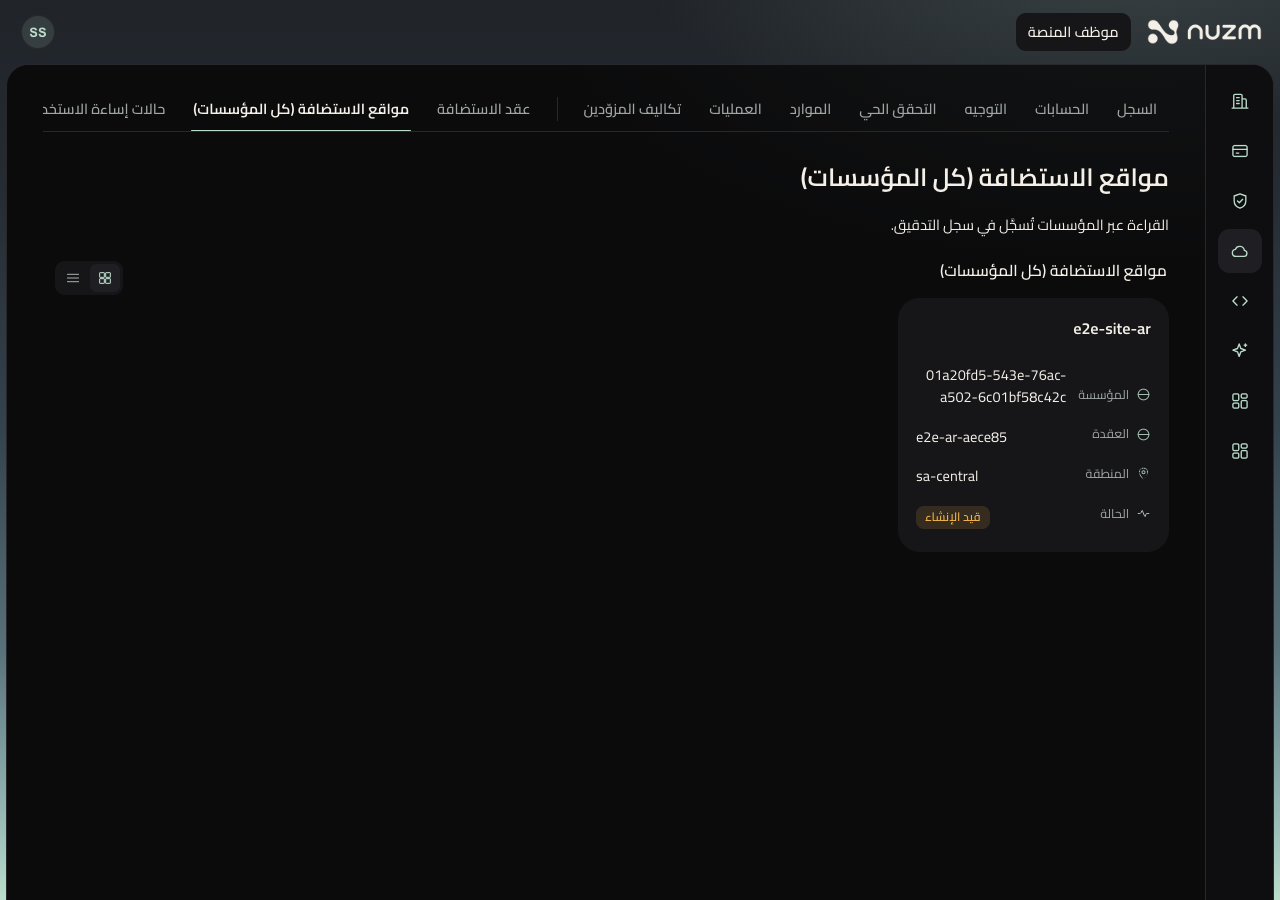 nuzm
موظف المنصة
SS
السجل
الحسابات
التوجيه
التحقق الحي
الموارد
العمليات
تكاليف المزوّدين
عقد الاستضافة
مواقع الاستضافة (كل المؤسسات)
حالات إساءة الاستخد
مواقع الاستضافة (كل المؤسسات)
القراءة عبر المؤسسات تُسجَّل في سجل التدقيق.
مواقع الاستضافة (كل المؤسسات)
e2e-site-ar
المؤسسة
01a20fd5-543e-76ac-
a502-6c01bf58c42c
العقدة
e2e-ar-aece85
المنطقة
sa-central
الحالة
قيد الإنشاء